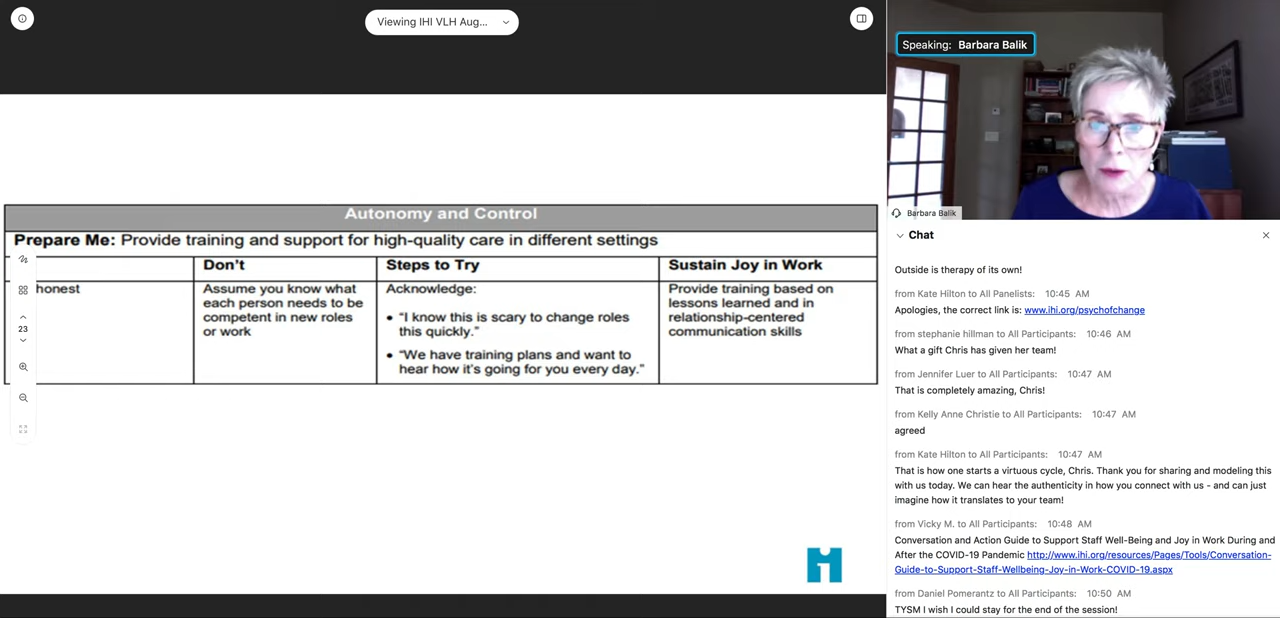 Viewing IHI VLH Aug...
Autonomy and Control
Prepare Me: Provide training and support for high-quality care in different settings
Don't
Steps to Try
Sustain Joy in Work
honest
Assume you know what
each person needs to be
competent in new roles
or work
Acknowledge:
• "I know this is scary to change roles
this quickly."
• "We have training plans and want to
hear how it's going for you every day."
Provide training based on
lessons learned and in
relationship-centered
communication skills
23
Speaking: Barbara Balik
Barbara Balik
Chat
Outside is therapy of its own!
from Kate Hilton to All Panelists: 10:45 AM
Apologies, the correct link is: www.ihi.org/psychofchange
from stephanie hillman to All Participants: 10:46 AM
What a gift Chris has given her team!
from Jennifer Luer to All Participants: 10:47 AM
That is completely amazing, Chris!
from Kelly Anne Christie to All Participants: 10:47 AM
agreed
from Kate Hilton to All Participants: 10:47 AM
That is how one starts a virtuous cycle, Chris. Thank you for sharing and modeling this
with us today. We can hear the authenticity in how you connect with us - and can just
imagine how it translates to your team!
from Vicky M. to All Participants: 10:48 AM
Conversation and Action Guide to Support Staff Well-Being and Joy in Work During and
After the COVID-19 Pandemic http://www.ihi.org/resources/Pages/Tools/Conversation-
Guide-to-Support-Staff-Wellbeing-Joy-in-Work-COVID-19.aspx
from Daniel Pomerantz to All Participants: 10:50 AM
TYSM I wish I could stay for the end of the session!